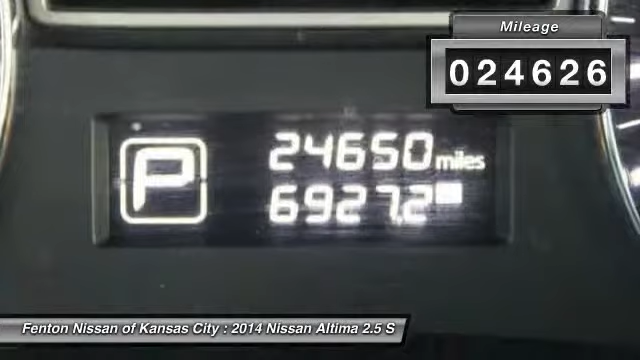 Mileage
024626
P
24650 miles
6927.2
Fenton Nissan of Kansas City : 2014 Nissan Altima 2.5 S